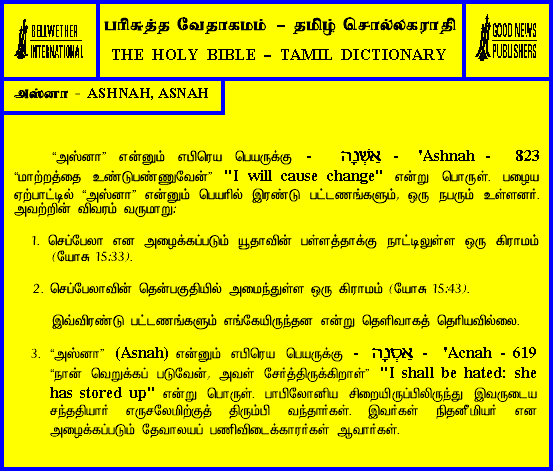 BELLWETHER
INTERNATIONAL
பரிசுத்த வேதாகமம் – தமிழ் சொல்லகராதி
THE HOLY BIBLE – TAMIL DICTIONARY
GOOD NEWS
PUBLISHERS
அஸ்னா - ASHNAH, ASNAH
“அஸ்னா” என்னும் எபிரெய பெயருக்கு - אַשְׁנָה - 'Ashnah - 823
“மாற்றத்தை உண்டுபண்ணுவேன்” "I will cause change" என்று பொருள். பழைய
ஏற்பாட்டில் “அஸ்னா” என்னும் பெயரில் இரண்டு பட்டணங்களும், ஒரு நபரும் உள்ளனர்.
அவற்றின் விவரம் வருமாறு:
1. செப்பேலா என அழைக்கப்படும் யூதாவின் பள்ளத்தாக்கு நாட்டிலுள்ள ஒரு கிராமம்
(யோசு 15:33).
2. செப்பேலாவின் தென்பகுதியில் அமைந்துள்ள ஒரு கிராமம் (யோசு 15:43).
இவ்விரண்டு பட்டணங்களும் எங்கேயிருந்தன என்று தெளிவாகத் தெரியவில்லை.
3. “அஸ்னா” (Asnah) என்னும் எபிரெய பெயருக்கு - אַסְנָה - 'Acnah - 619
“நான் வெறுக்கப் படுவேன், அவள் சேர்த்திருக்கிறாள்” "I shall be hated: she
has stored up" என்று பொருள். பாபிலோனிய சிறையிருப்பிலிருந்து இவருடைய
சந்ததியார் எருசலேமிற்குத் திரும்பி வந்தார்கள். இவர்கள் நிதனீமியர் என
அழைக்கப்படும் தேவாலயப் பணிவிடைக்காரர்கள் ஆவார்கள்.